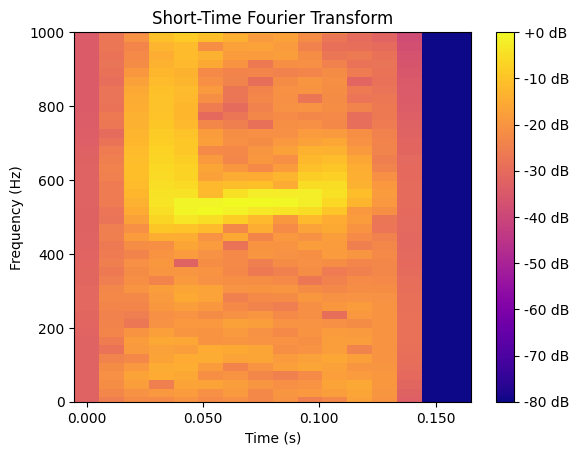 Short-Time Fourier Transform
1000
800
600
400
200
0
Frequency (Hz)
0.000
0.050
0.100
0.150
Time (s)
+0 dB
-10 dB
-20 dB
-30 dB
-40 dB
-50 dB
-60 dB
-70 dB
-80 dB